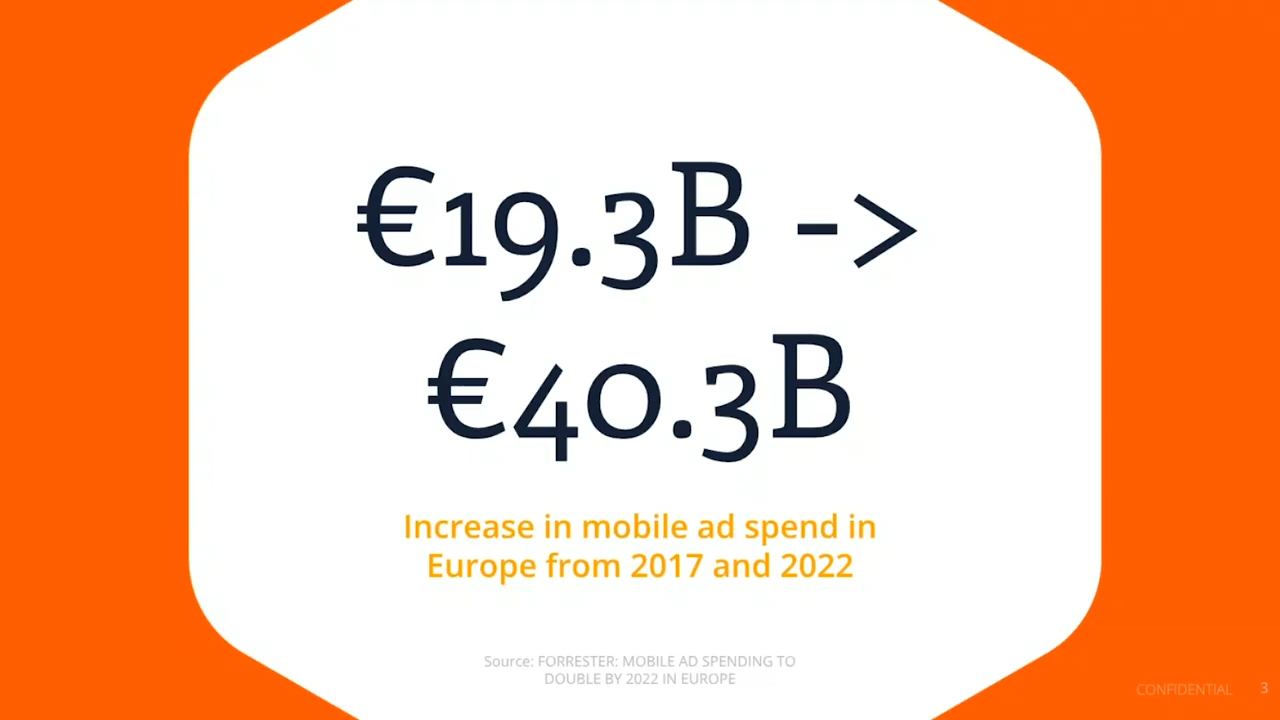 €19.3B ->
€40.3B
Increase in mobile ad spend in
Europe from 2017 and 2022
Source: FORRESTER: MOBILE AD SPENDING TO
DOUBLE BY 2022 IN EUROPE
CONFIDENTIAL 3